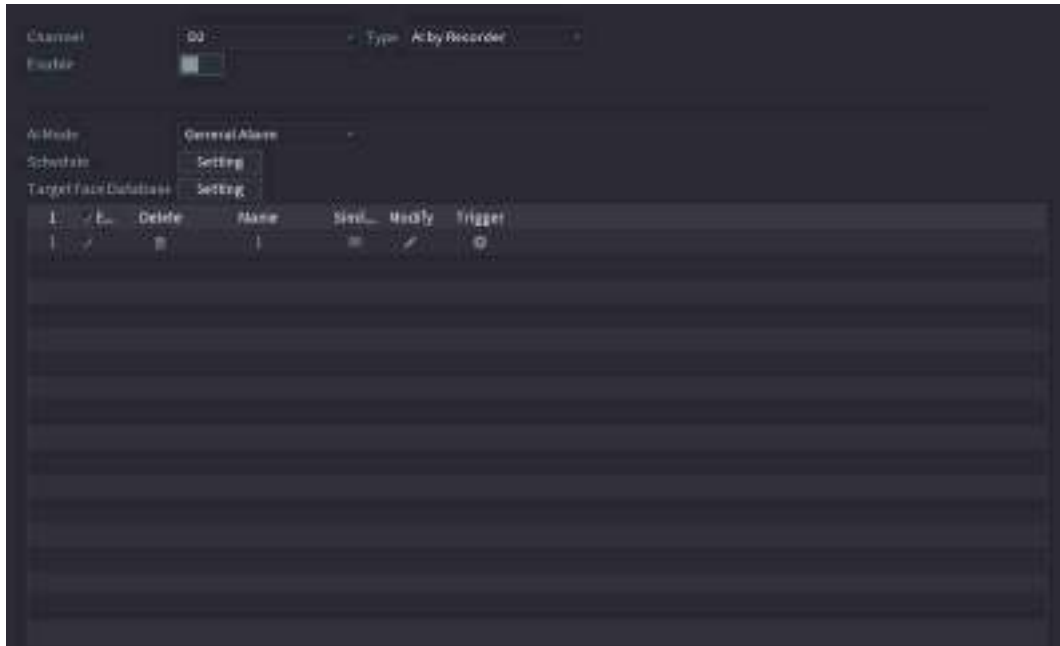 Channel D2 Type AI by Recorder
Enable
AI Mode General Alarm
Schedule Setting
Target Face Database Setting
1 E... Delete Name Simil... Modify Trigger
1 1